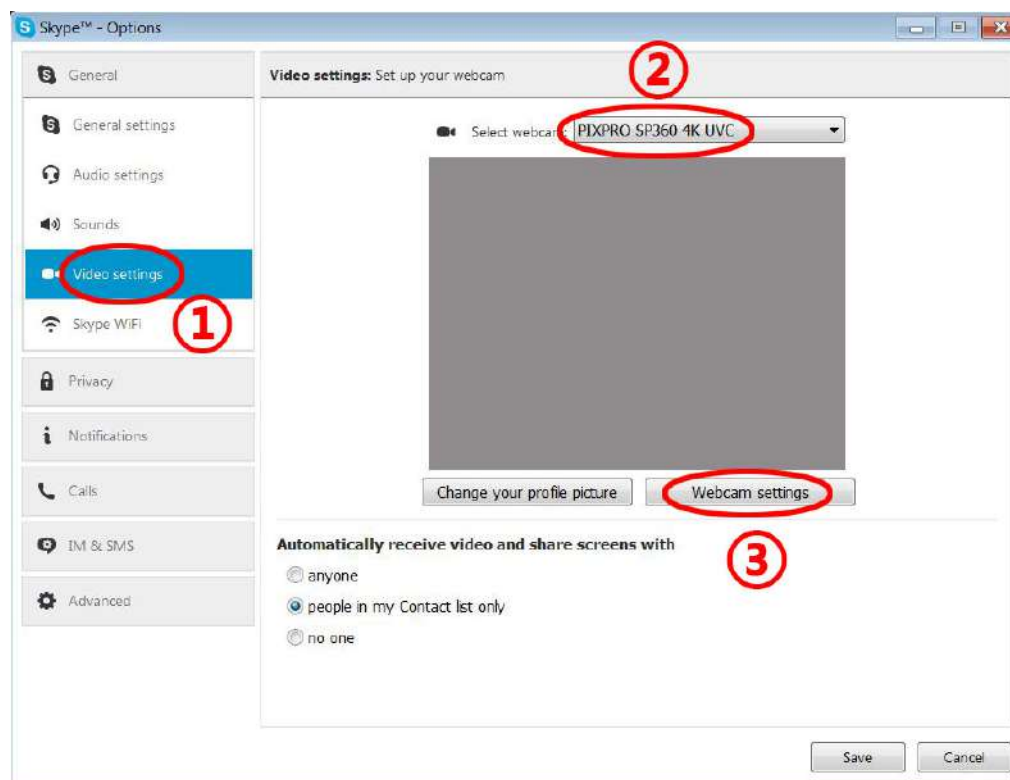 Skype™ - Options
General
General settings
Audio settings
Sounds
Video settings
1
Skype WiFi
Privacy
Notifications
Calls
IM & SMS
Advanced
Video settings: Set up your webcam
2
Select webcam: PIXPRO SP360 4K UVC
Change your profile picture
Webcam settings
3
Automatically receive video and share screens with
anyone
people in my Contact list only
no one
Save
Cancel